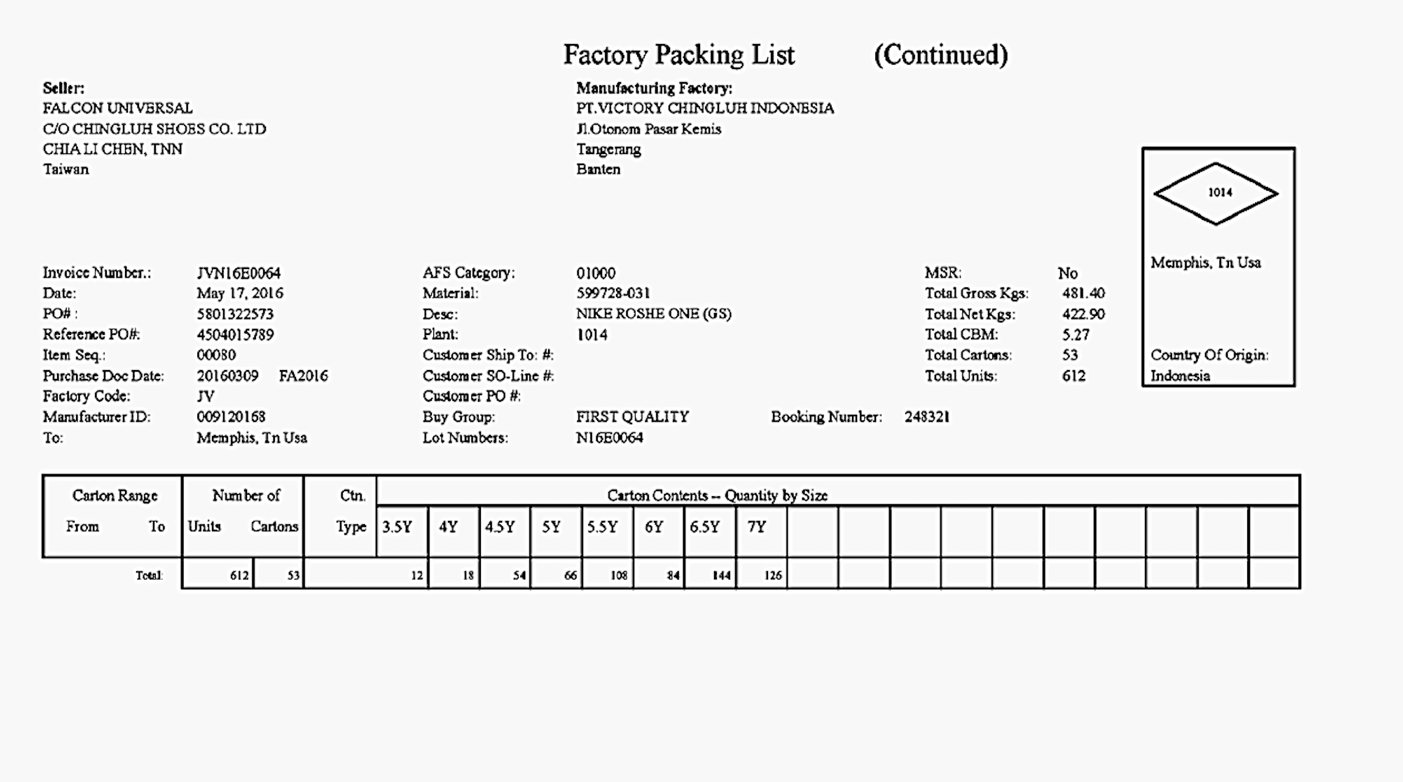 Factory Packing List (Continued)
Seller: Manufacturing Factory:
FALCON UNIVERSAL PT.VICTORY CHINGLUH INDONESIA
C/O CHINGLUH SHOES CO. LTD Jl.Otonom Pasar Kemis
CHIA LI CHEN, TNN Tangerang
Taiwan Banten
1014
Memphis, Tn Usa
Invoice Number.: JVN16E0064 AFS Category: 01000 MSR: No
Date: May 17, 2016 Material: 599728-031 Total Gross Kgs: 481.40
PO# : 5801322573 Desc: NIKE ROSHE ONE (GS) Total Net Kgs: 422.90
Reference PO#: 4504015789 Plant: 1014 Total CBM: 5.27
Item Seq.: 00080 Customer Ship To: #: Total Cartons: 53 Country Of Origin:
Purchase Doc Date: 20160309 FA2016 Customer SO-Line #: Total Units: 612 Indonesia
Factory Code: JV Customer PO #:
Manufacturer ID: 009120168 Buy Group: FIRST QUALITY Booking Number: 248321
To: Memphis, Tn Usa Lot Numbers: N16E0064
Carton Range Number of Ctn. Carton Contents -- Quantity by Size
From To Units Cartons Type 3.5Y 4Y 4.5Y 5Y 5.5Y 6Y 6.5Y 7Y
Total: 612 53 12 18 54 66 108 84 144 126